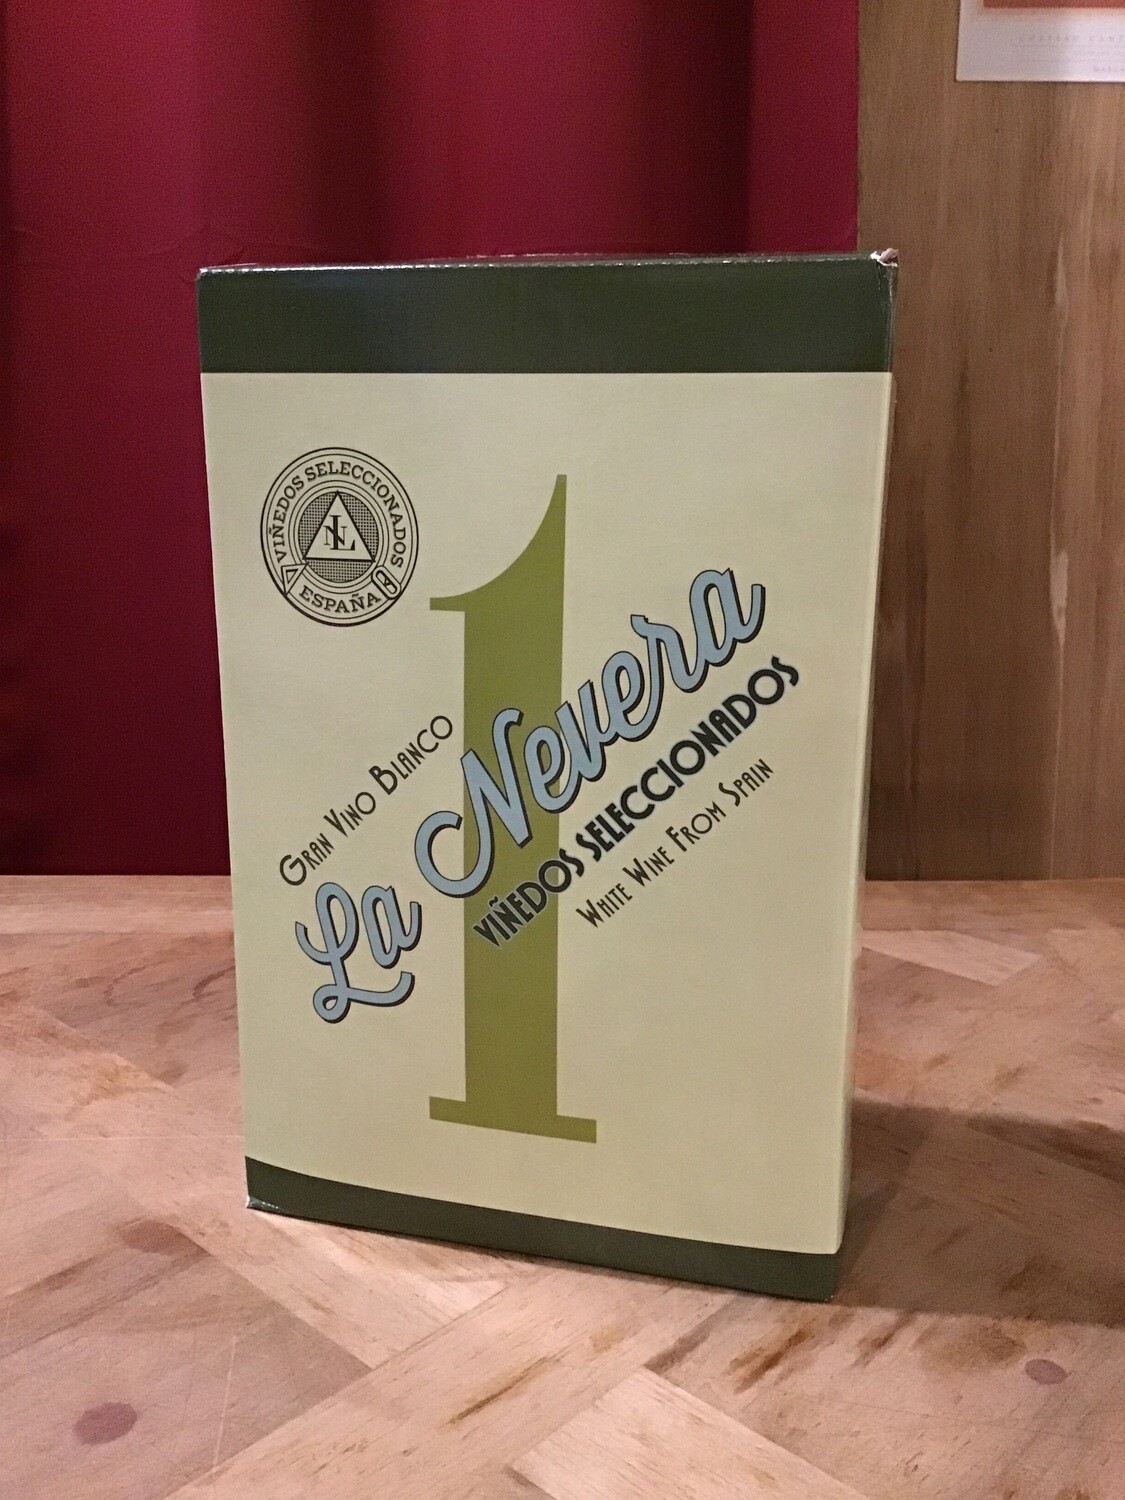 VIÑEDOS SELECCIONADOS
NL
ESPAÑA
1
GRAN VINO BLANCO
La Nevera
VIÑEDOS SELECCIONADOS
WHITE WINE FROM SPAIN